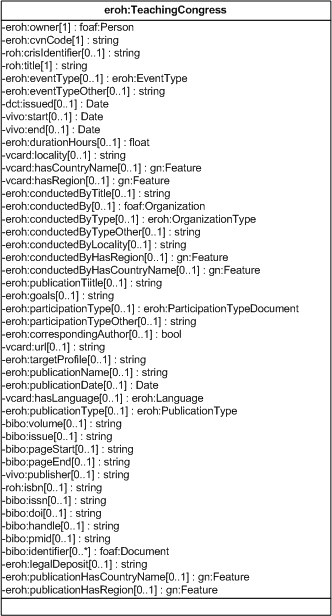 eroh:TeachingCongress
-eroh:owner[1] : foaf:Person
-eroh:cvnCode[1] : string
-roh:crisIdentifier[0..1] : string
-roh:title[1] : string
-eroh:eventType[0..1] : eroh:EventType
-eroh:eventTypeOther[0..1] : string
-dct:issued[0..1] : Date
-vivo:start[0..1] : Date
-vivo:end[0..1] : Date
-eroh:durationHours[0..1] : float
-vcard:locality[0..1] : string
-vcard:hasCountryName[0..1] : gn:Feature
-vcard:hasRegion[0..1] : gn:Feature
-eroh:conductedByTitle[0..1] : string
-eroh:conductedBy[0..1] : foaf:Organization
-eroh:conductedByType[0..1] : eroh:OrganizationType
-eroh:conductedByTypeOther[0..1] : string
-eroh:conductedByLocality[0..1] : string
-eroh:conductedByHasRegion[0..1] : gn:Feature
-eroh:conductedByHasCountryName[0..1] : gn:Feature
-eroh:publicationTiitle[0..1] : string
-eroh:goals[0..1] : string
-eroh:participationType[0..1] : eroh:ParticipationTypeDocument
-eroh:participationTypeOther[0..1] : string
-eroh:correspondingAuthor[0..1] : bool
-vcard:url[0..1] : string
-eroh:targetProfile[0..1] : string
-eroh:publicationName[0..1] : string
-eroh:publicationDate[0..1] : Date
-vcard:hasLanguage[0..1] : eroh:Language
-eroh:publicationType[0..1] : eroh:PublicationType
-bibo:volume[0..1] : string
-bibo:issue[0..1] : string
-bibo:pageStart[0..1] : string
-bibo:pageEnd[0..1] : string
-vivo:publisher[0..1] : string
-roh:isbn[0..1] : string
-bibo:issn[0..1] : string
-bibo:doi[0..1] : string
-bibo:handle[0..1] : string
-bibo:pmid[0..1] : string
-bibo:identifier[0..*] : foaf:Document
-eroh:legalDeposit[0..1] : string
-eroh:publicationHasCountryName[0..1] : gn:Feature
-eroh:publicationHasRegion[0..1] : gn:Feature